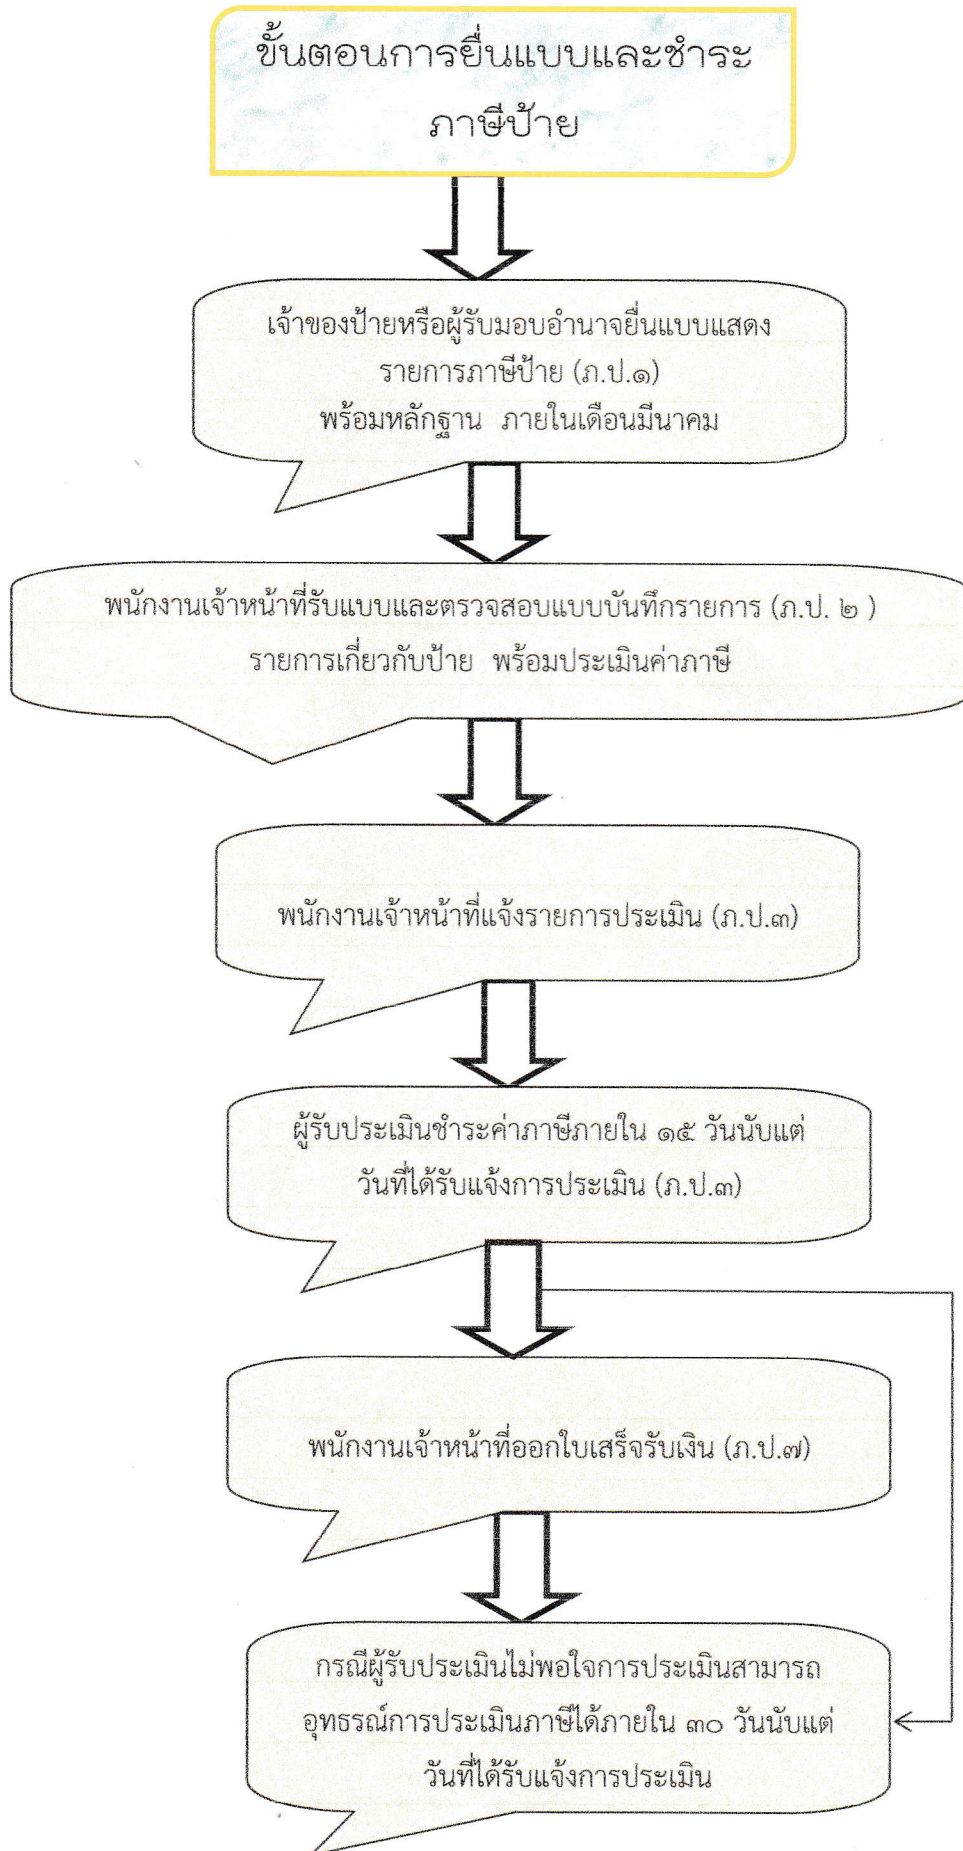 ขั้นตอนการยื่นแบบและชำระ
ภาษีป้าย
เจ้าของป้ายหรือผู้รับมอบอำนาจยื่นแบบแสดง
รายการภาษีป้าย (ภ.ป.๑)
พร้อมหลักฐาน ภายในเดือนมีนาคม
พนักงานเจ้าหน้าที่รับแบบและตรวจสอบแบบบันทึกรายการ (ภ.ป. ๒ )
รายการเกี่ยวกับป้าย พร้อมประเมินค่าภาษี
พนักงานเจ้าหน้าที่แจ้งรายการประเมิน (ภ.ป.๓)
ผู้รับประเมินชำระค่าภาษีภายใน ๑๕ วันนับแต่
วันที่ได้รับแจ้งการประเมิน (ภ.ป.๓)
พนักงานเจ้าหน้าที่ออกใบเสร็จรับเงิน (ภ.ป.๗)
กรณีผู้รับประเมินไม่พอใจการประเมินสามารถ
อุทธรณ์การประเมินภาษีได้ภายใน ๓๐ วันนับแต่
วันที่ได้รับแจ้งการประเมิน